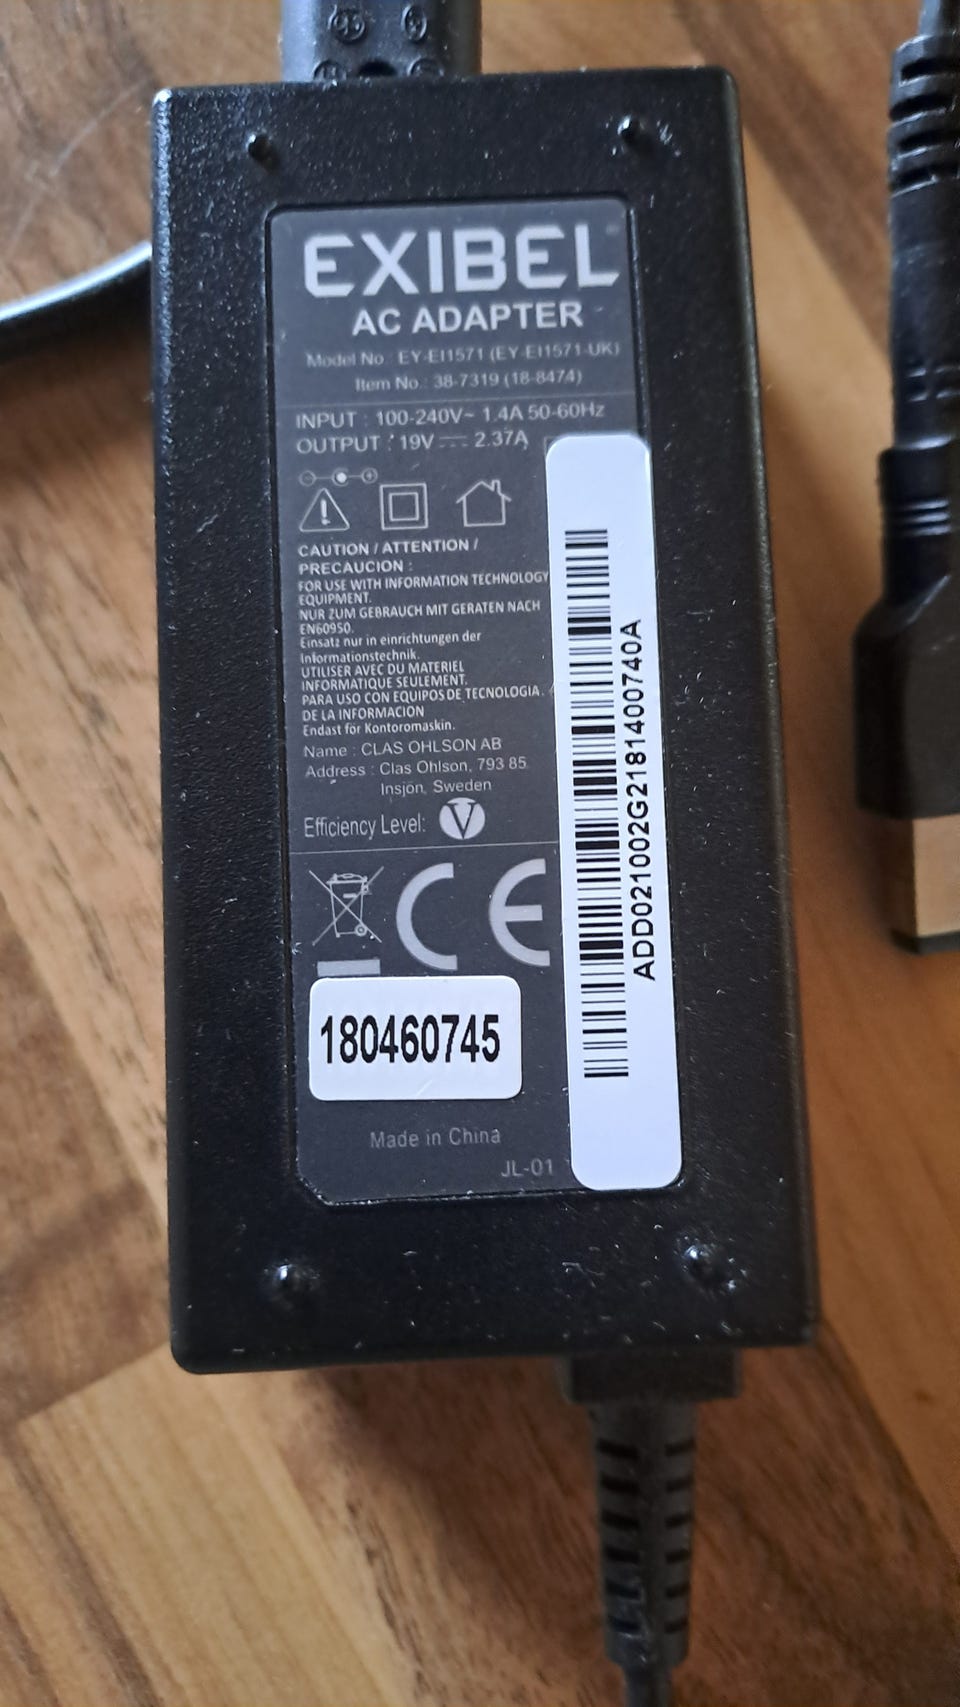 EXIBEL
AC ADAPTER
Model No : EY-EI1571 (EY-EI1571-UK)
Item No.: 38-7319 (18-8474)
INPUT : 100-240V~ 1.4A 50-60Hz
OUTPUT : 19V ⎓ 2.37A
CAUTION / ATTENTION /
PRECAUCION :
FOR USE WITH INFORMATION TECHNOLOGY
EQUIPMENT.
NUR ZUM GEBRAUCH MIT GERATEN NACH
EN60950.
Einsatz nur in einrichtungen der
Informationstechnik.
UTILISER AVEC DU MATERIEL
INFORMATIQUE SEULEMENT.
PARA USO CON EQUIPOS DE TECNOLOGIA.
DE LA INFORMACION
Endast for Kontoromaskin.
Name : CLAS OHLSON AB
Address : Clas Ohlson, 793 85
Insjon, Sweden
Efficiency Level: V
CE
180460745
Made in China
JL-01
ADD021002G2181400740A